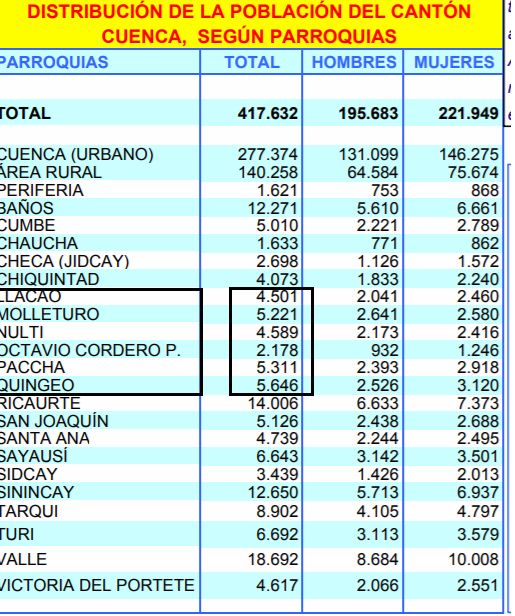 DISTRIBUCIÓN DE LA POBLACIÓN DEL CANTÓN
CUENCA, SEGÚN PARROQUIAS
PARROQUIAS TOTAL HOMBRES MUJERES
TOTAL 417.632 195.683 221.949
CUENCA (URBANO) 277.374 131.099 146.275
ÁREA RURAL 140.258 64.584 75.674
PERIFERIA 1.621 753 868
BAÑOS 12.271 5.610 6.661
CUMBE 5.010 2.221 2.789
CHAUCHA 1.633 771 862
CHECA (JIDCAY) 2.698 1.126 1.572
CHIQUINTAD 4.073 1.833 2.240
LLACAO 4.501 2.041 2.460
MOLLETURO 5.221 2.641 2.580
NULTI 4.589 2.173 2.416
OCTAVIO CORDERO P. 2.178 932 1.246
PACCHA 5.311 2.393 2.918
QUINGEO 5.646 2.526 3.120
RICAURTE 14.006 6.633 7.373
SAN JOAQUÍN 5.126 2.438 2.688
SANTA ANA 4.739 2.244 2.495
SAYAUSÍ 6.643 3.142 3.501
SIDCAY 3.439 1.426 2.013
SININCAY 12.650 5.713 6.937
TARQUI 8.902 4.105 4.797
TURI 6.692 3.113 3.579
VALLE 18.692 8.684 10.008
VICTORIA DEL PORTETE 4.617 2.066 2.551